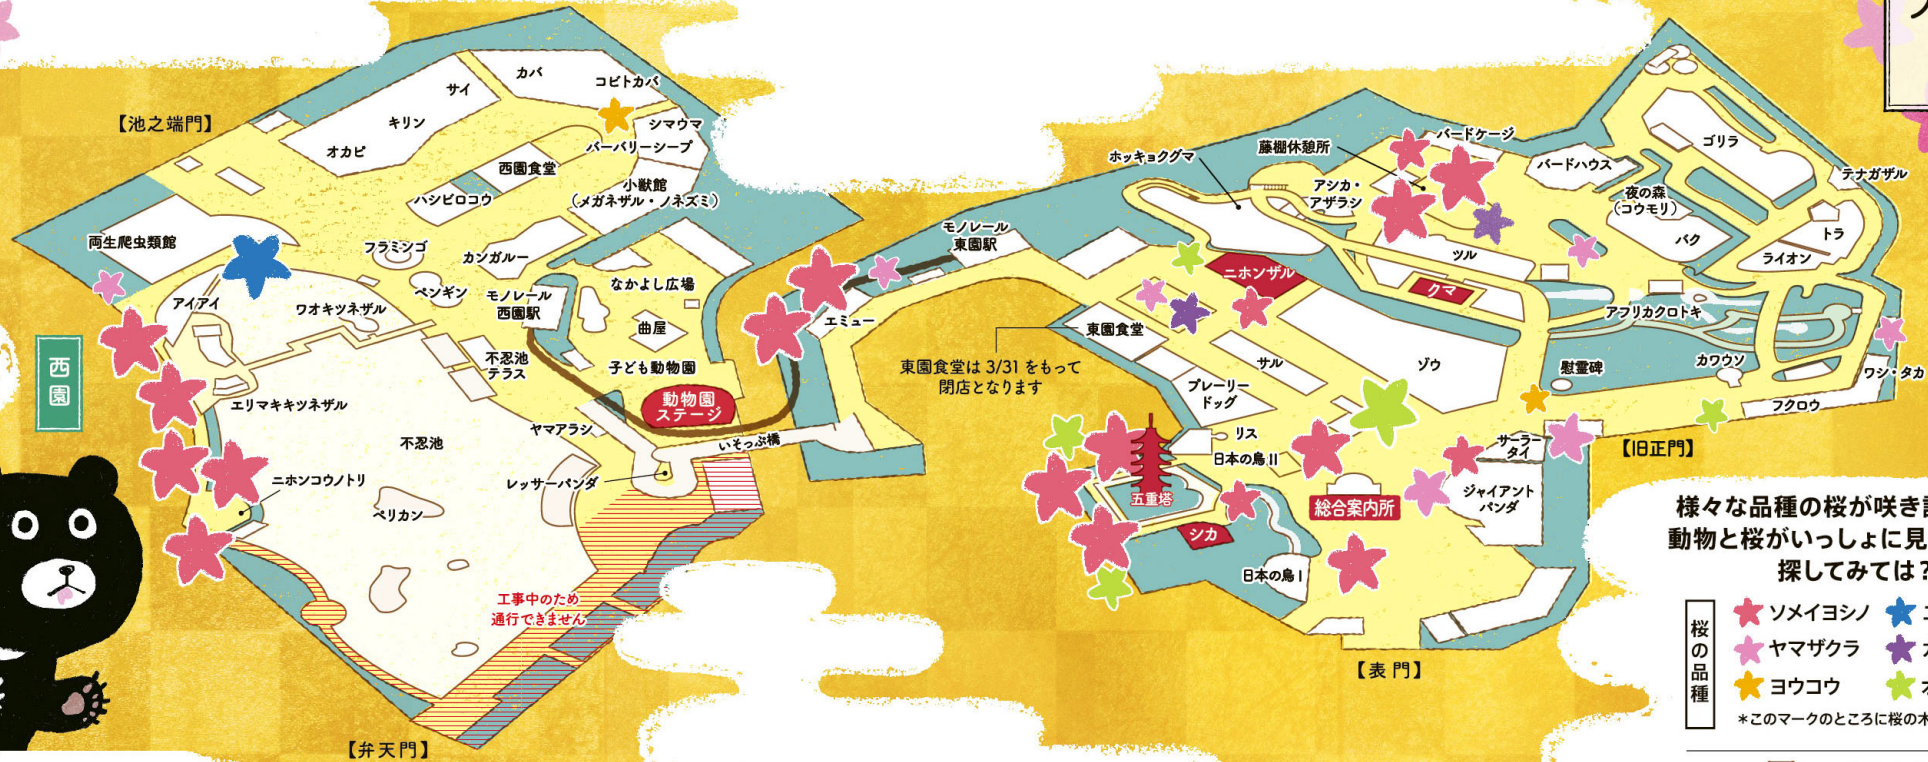 【池之端門】
サイ
カバ
コビトカバ
キリン
オカピ
シマウマ
バーバリーシープ
西園食堂
ハシビロコウ
小獣館
（メガネザル・ノネズミ）
両生爬虫類館
フラミンゴ
カンガルー
ペンギン
モノレール
西園駅
なかよし広場
曲屋
子ども動物園
アイアイ
ワオキツネザル
不忍池
テラス
エリマキキツネザル
動物園
ステージ
ヤマアラシ
いそっぷ橋
不忍池
ニホンコウノトリ
ペリカン
レッサーパンダ
西園
工事中のため
通行できません
【弁天門】
エミュー
モノレール
東園駅
ホッキョクグマ
藤棚休憩所
バードケージ
アシカ・
アザラシ
バードハウス
ゴリラ
テナガザル
夜の森
（コウモリ）
バク
トラ
ライオン
ツル
ニホンザル
クマ
アフリカクロトキ
東園食堂
東園食堂は 3/31 をもって
閉店となります
サル
ゾウ
プレーリー
ドッグ
慰霊碑
カワウソ
ワシ・タカ
フクロウ
リス
日本の鳥 II
五重塔
シカ
日本の鳥 I
総合案内所
サーラー
タイ
ジャイアント
パンダ
【旧正門】
【表門】
様々な品種の桜が咲き
動物と桜がいっしょに見
探してみては？
桜の品種
ソメイヨシノ
ヤマザクラ
ヨウコウ
＊このマークのところに桜の木